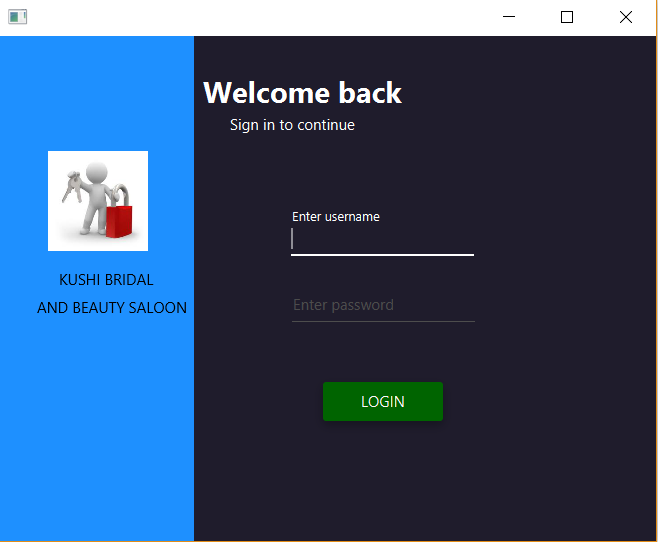 Welcome back
Sign in to continue
KUSHI BRIDAL
AND BEAUTY SALOON
Enter username
Enter password
LOGIN